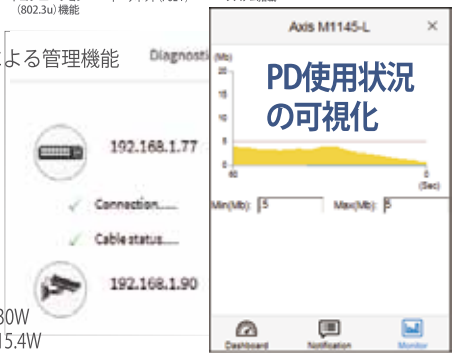 (802.3u) 機能
による管理機能
Diagnosti
192.168.1.77
Connection......
Cable status.....
192.168.1.90
30W
15.4W
Axis M1145-L ×
(Mb)
PD使用状況
の可視化
20
15
10
5
0
60 0
(Sec)
Min(Mb): .5 Max(Mb): 5
Dashboard Notification Monitor